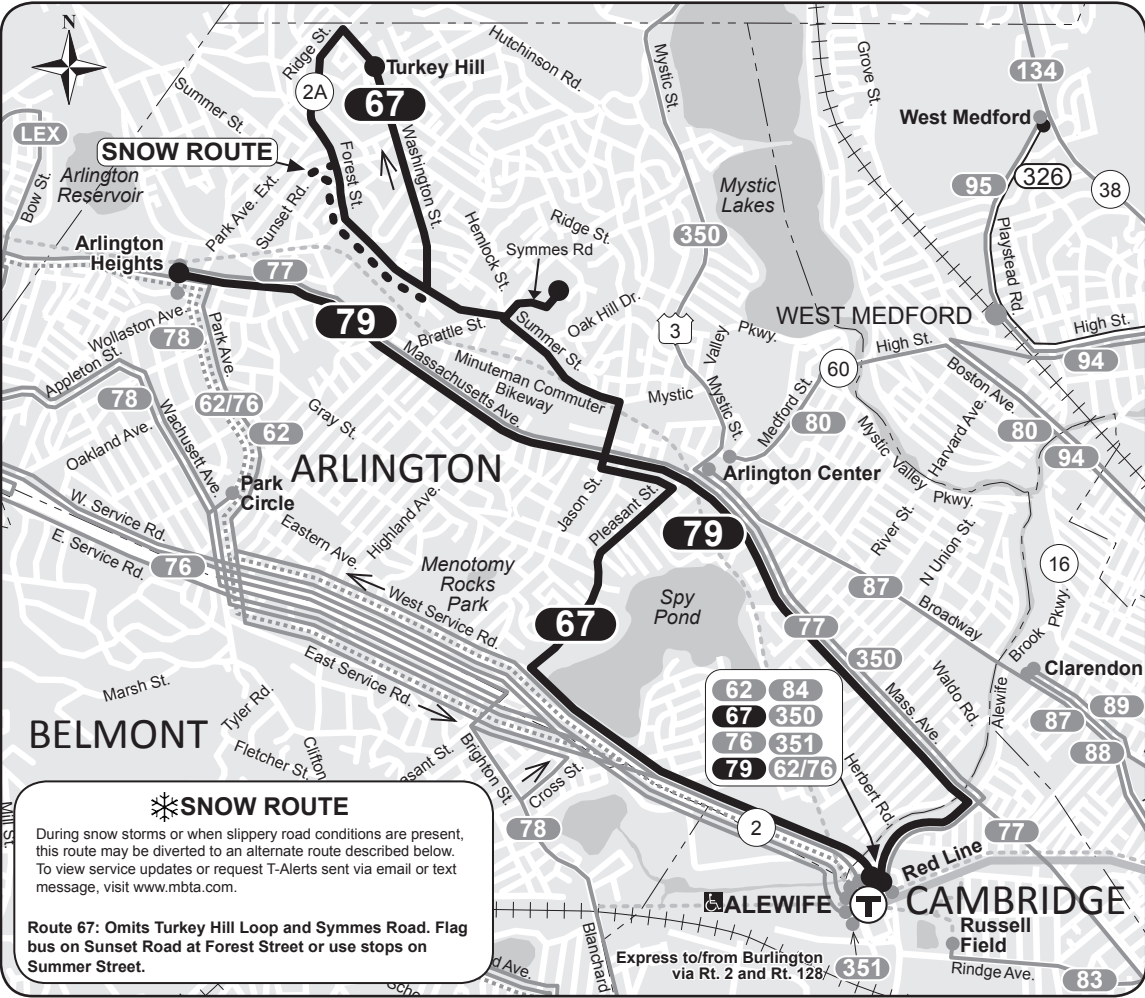 N
Ridge St.
Turkey Hill
2A
67
Hutchinson Rd.
Mystic St.
Grove St.
134
West Medford
326
95
38
Playstead Rd.
LEX
Bow St.
Summer St.
SNOW ROUTE
Arlington
Reservoir
Park Ave. Ext.
Sunset Rd.
Forest St.
Washington St.
Hemlock St.
Ridge St.
Symmes Rd
Mystic
Lakes
350
Arlington
Heights
77
79
Brattle St.
Summer St.
Oak Hill Dr.
3
Valley
Pkwy.
WEST MEDFORD
High St.
High St.
94
60
Wollaston Ave.
78
Park Ave.
Massachusetts Ave.
Minuteman Commuter
Bikeway
Mystic
Mystic St.
Medford St.
80
Boston Ave.
Harvard Ave.
80
94
Mystic Valley
Pkwy.
Appleton St.
78
Wachusett Ave.
62/76
62
Gray St.
Oakland Ave.
ARLINGTON
Park
Circle
Jason St.
Pleasant St.
Arlington Center
79
River St.
N Union St.
16
W. Service Rd.
E. Service Rd.
76
Eastern Ave.
Highland Ave.
Menotomy
Rocks
Park
West Service Rd.
67
Spy
Pond
87
Broadway
77
350
Brook
Pkwy.
Alewife
Clarendon
89
87
88
Waldo Rd.
Mass. Ave.
East Service Rd.
Marsh St.
Tyler Rd.
BELMONT
Fletcher St.
Clifton
Brighton St.
Cross St.
78
62 84
67 350
76 351
79 62/76
Herbert Rd.
2
77
Red Line
ALEWIFE
T
CAMBRIDGE
Russell
Field
Rindge Ave.
83
Express to/from Burlington
via Rt. 2 and Rt. 128
351
Blanchard
SNOW ROUTE
During snow storms or when slippery road conditions are present,
this route may be diverted to an alternate route described below.
To view service updates or request T-Alerts sent via email or text
message, visit www.mbta.com.
Route 67: Omits Turkey Hill Loop and Symmes Road. Flag
bus on Sunset Road at Forest Street or use stops on
Summer Street.